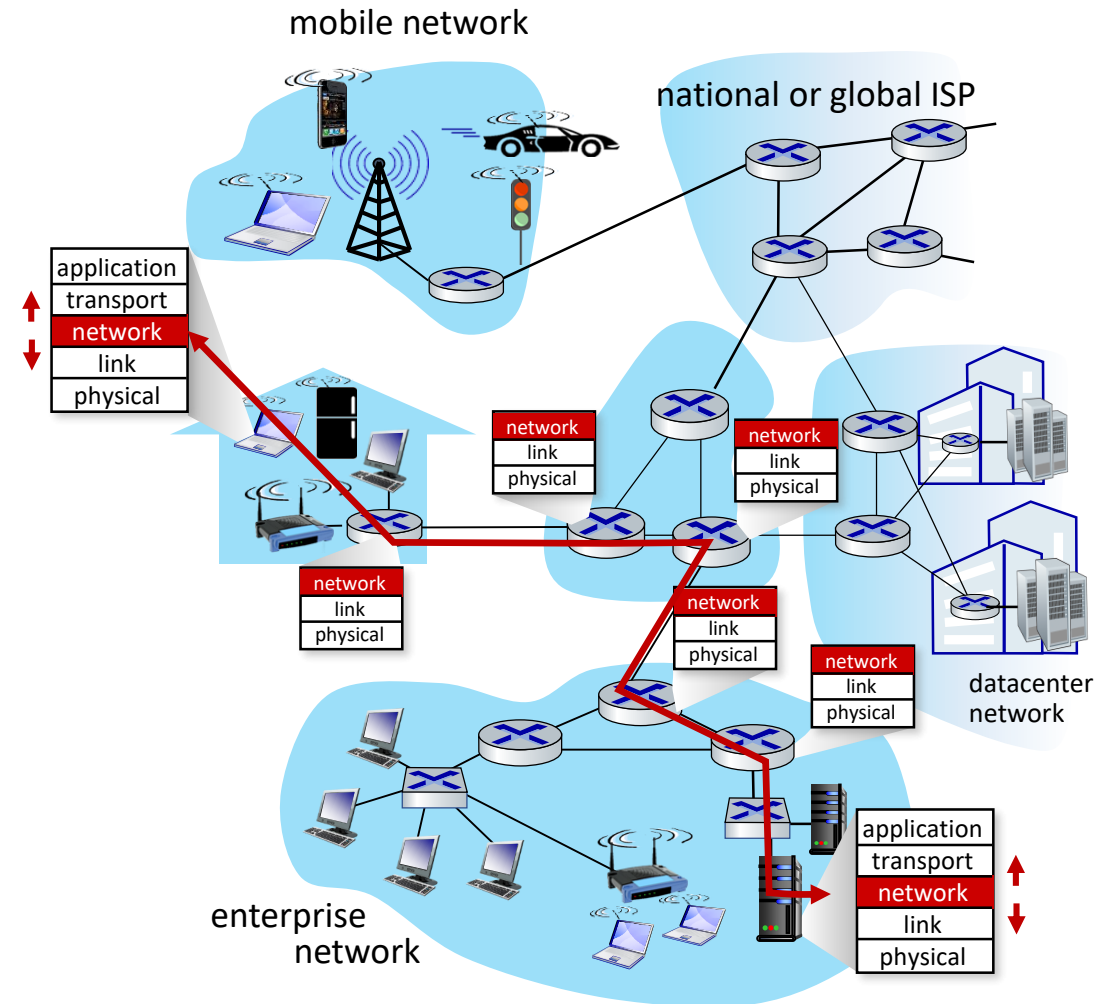 mobile network
national or global ISP
application
transport
network
link
physical
network
link
physical
network
link
physical
network
link
physical
network
link
physical
network
link
physical
datacenter
network
application
transport
network
link
physical
enterprise
network